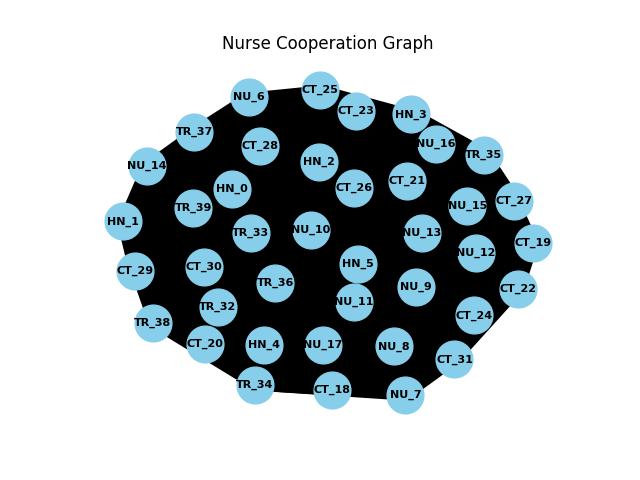 Nurse Cooperation Graph
CT_25
NU_6
CT_23
HN_3
TR_37
NU_16
CT_28
TR_35
HN_2
NU_14
CT_21
CT_26
HN_0
CT_27
NU_15
TR_39
HN_1
NU_10
TR_33
NU_13
CT_19
NU_12
HN_5
CT_30
CT_29
TR_36
NU_9
CT_22
NU_11
TR_32
CT_24
TR_38
CT_20
HN_4
NU_17
NU_8
CT_31
TR_34
CT_18
NU_7